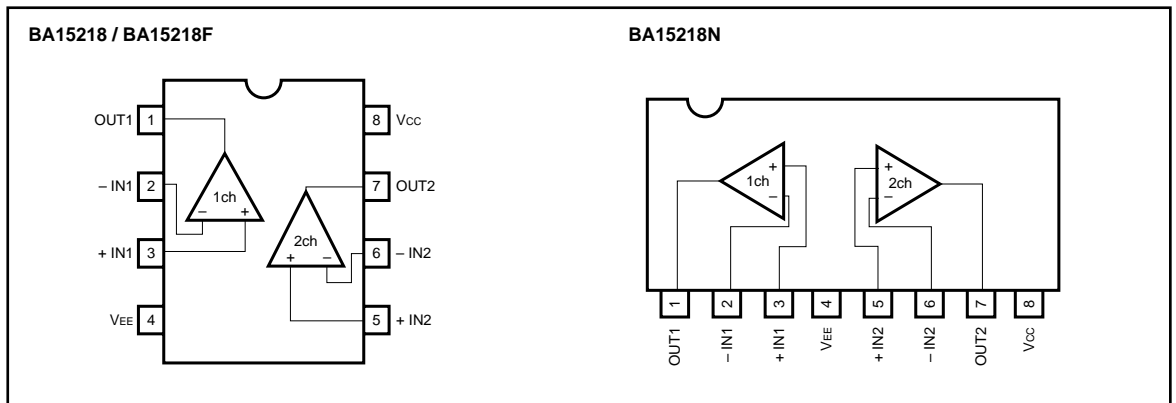 BA15218 / BA15218F
OUT1 1
– IN1 2
+ IN1 3
VEE 4
8 Vcc
7 OUT2
6 – IN2
5 + IN2
1ch
– +
2ch
+ –
BA15218N
1ch
+
–
2ch
+
–
1 2 3 4 5 6 7 8
OUT1
– IN1
+ IN1
VEE
+ IN2
– IN2
OUT2
Vcc